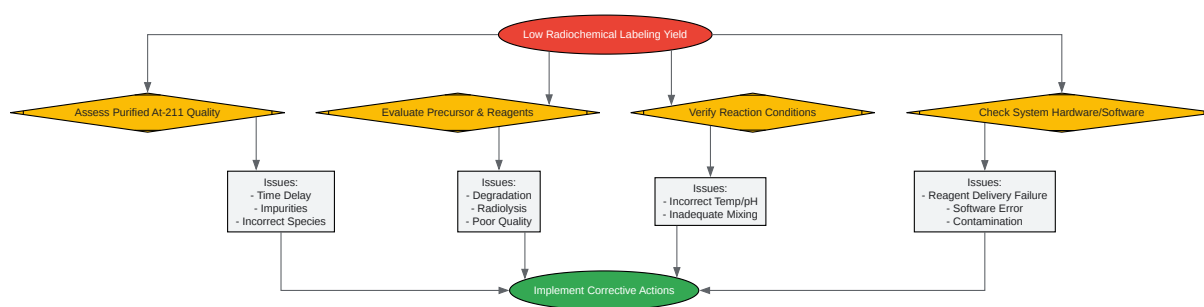 Low Radiochemical Labeling Yield
Assess Purified At-211 Quality
Evaluate Precursor & Reagents
Verify Reaction Conditions
Check System Hardware/Software
Issues:
- Time Delay
- Impurities
- Incorrect Species
Issues:
- Degradation
- Radiolysis
- Poor Quality
Issues:
- Incorrect Temp/pH
- Inadequate Mixing
Issues:
- Reagent Delivery Failure
- Software Error
- Contamination
Implement Corrective Actions